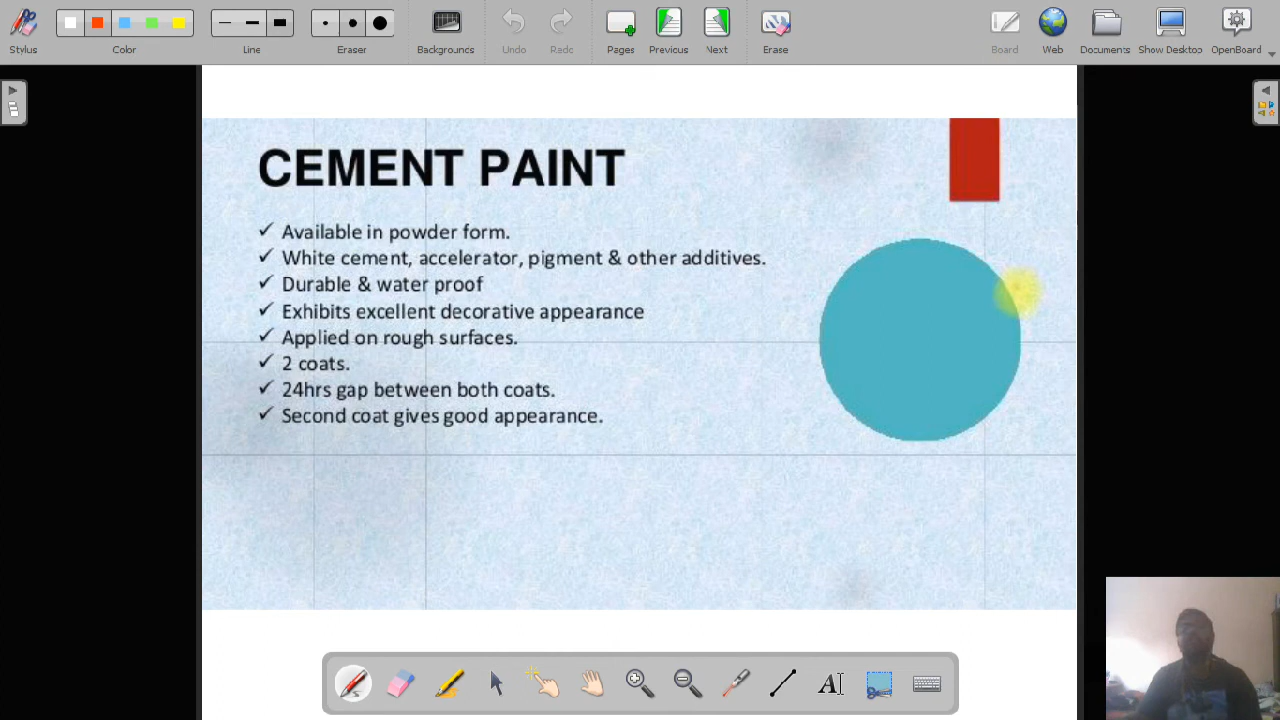 Stylus
Color
Line
Eraser
Backgrounds
Undo
Redo
Pages
Previous
Next
Erase
Board
Web
Documents
Show Desktop
OpenBoard
CEMENT PAINT
✓ Available in powder form.
✓ White cement, accelerator, pigment & other additives.
✓ Durable & water proof
✓ Exhibits excellent decorative appearance
✓ Applied on rough surfaces.
✓ 2 coats.
✓ 24hrs gap between both coats.
✓ Second coat gives good appearance.